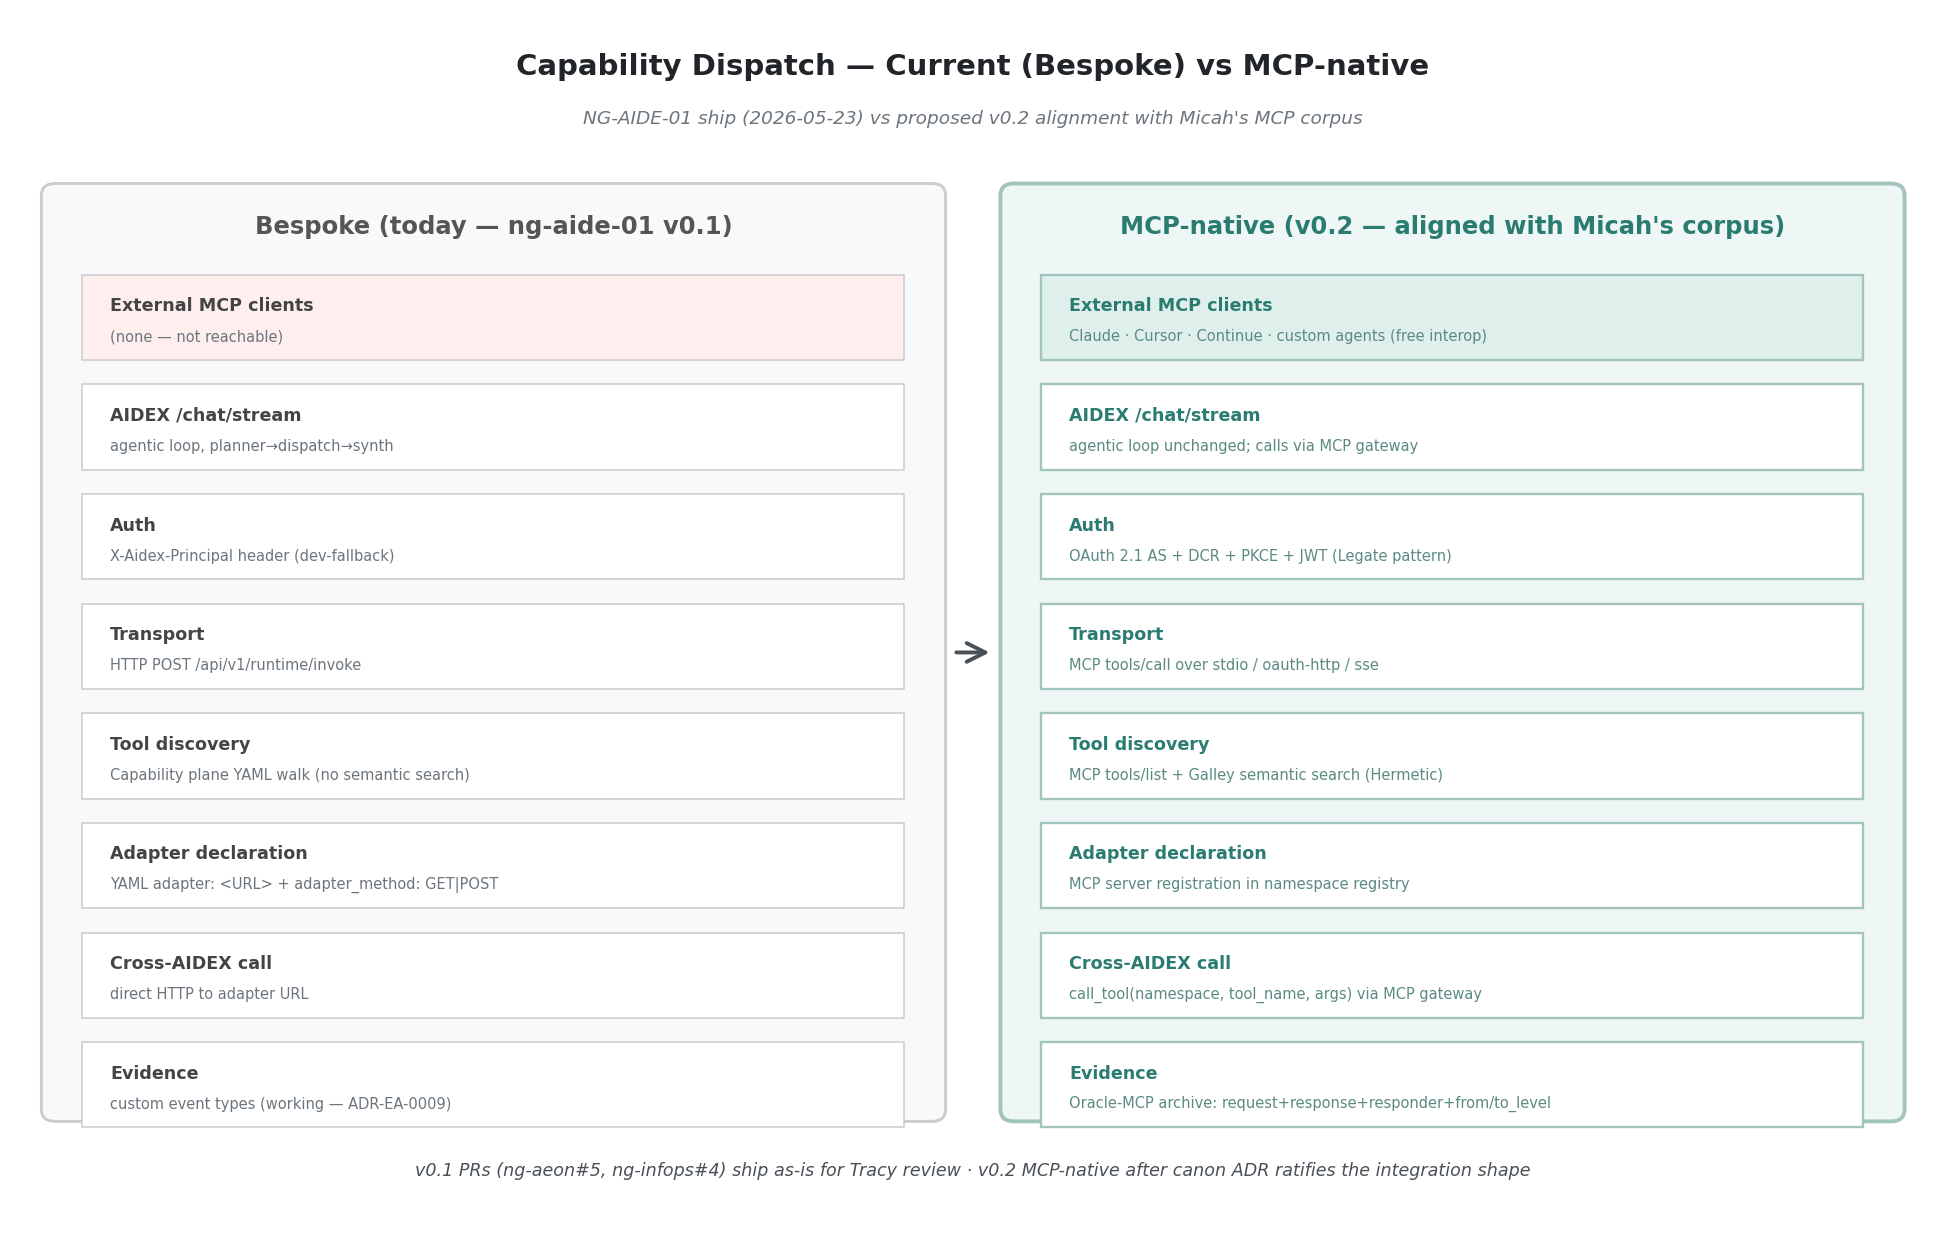 Capability Dispatch — Current (Bespoke) vs MCP-native
NG-AIDE-01 ship (2026-05-23) vs proposed v0.2 alignment with Micah's MCP corpus
Bespoke (today — ng-aide-01 v0.1)
External MCP clients
(none — not reachable)
AIDEX /chat/stream
agentic loop, planner→dispatch→synth
Auth
X-Aidex-Principal header (dev-fallback)
Transport
HTTP POST /api/v1/runtime/invoke
Tool discovery
Capability plane YAML walk (no semantic search)
Adapter declaration
YAML adapter: <URL> + adapter_method: GET|POST
Cross-AIDEX call
direct HTTP to adapter URL
Evidence
custom event types (working — ADR-EA-0009)
MCP-native (v0.2 — aligned with Micah's corpus)
External MCP clients
Claude · Cursor · Continue · custom agents (free interop)
AIDEX /chat/stream
agentic loop unchanged; calls via MCP gateway
Auth
OAuth 2.1 AS + DCR + PKCE + JWT (Legate pattern)
Transport
MCP tools/call over stdio / oauth-http / sse
Tool discovery
MCP tools/list + Galley semantic search (Hermetic)
Adapter declaration
MCP server registration in namespace registry
Cross-AIDEX call
call_tool(namespace, tool_name, args) via MCP gateway
Evidence
Oracle-MCP archive: request+response+responder+from/to_level
v0.1 PRs (ng-aeon#5, ng-infops#4) ship as-is for Tracy review · v0.2 MCP-native after canon ADR ratifies the integration shape